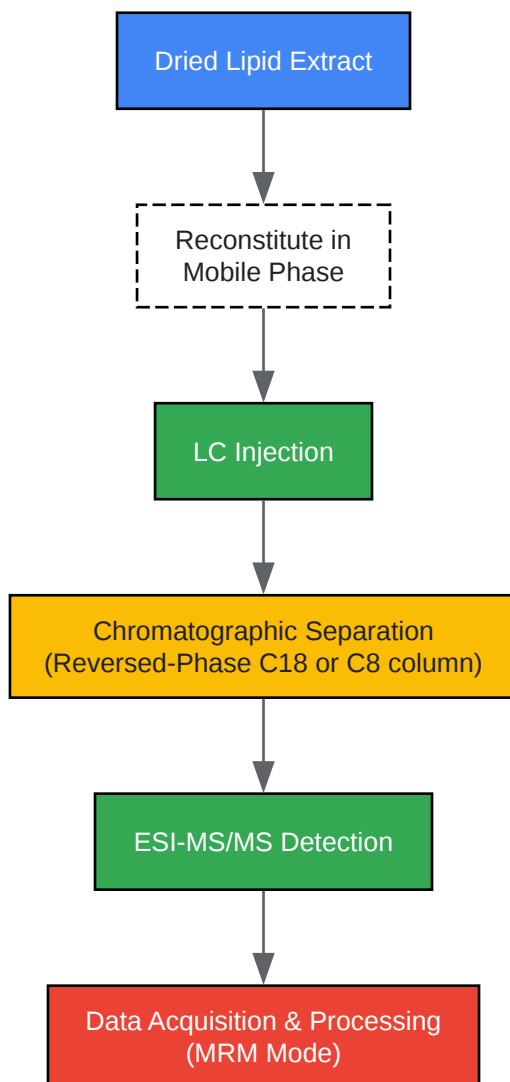 Dried Lipid Extract
Reconstitute in
Mobile Phase
LC Injection
Chromatographic Separation
(Reversed-Phase C18 or C8 column)
ESI-MS/MS Detection
Data Acquisition & Processing
(MRM Mode)